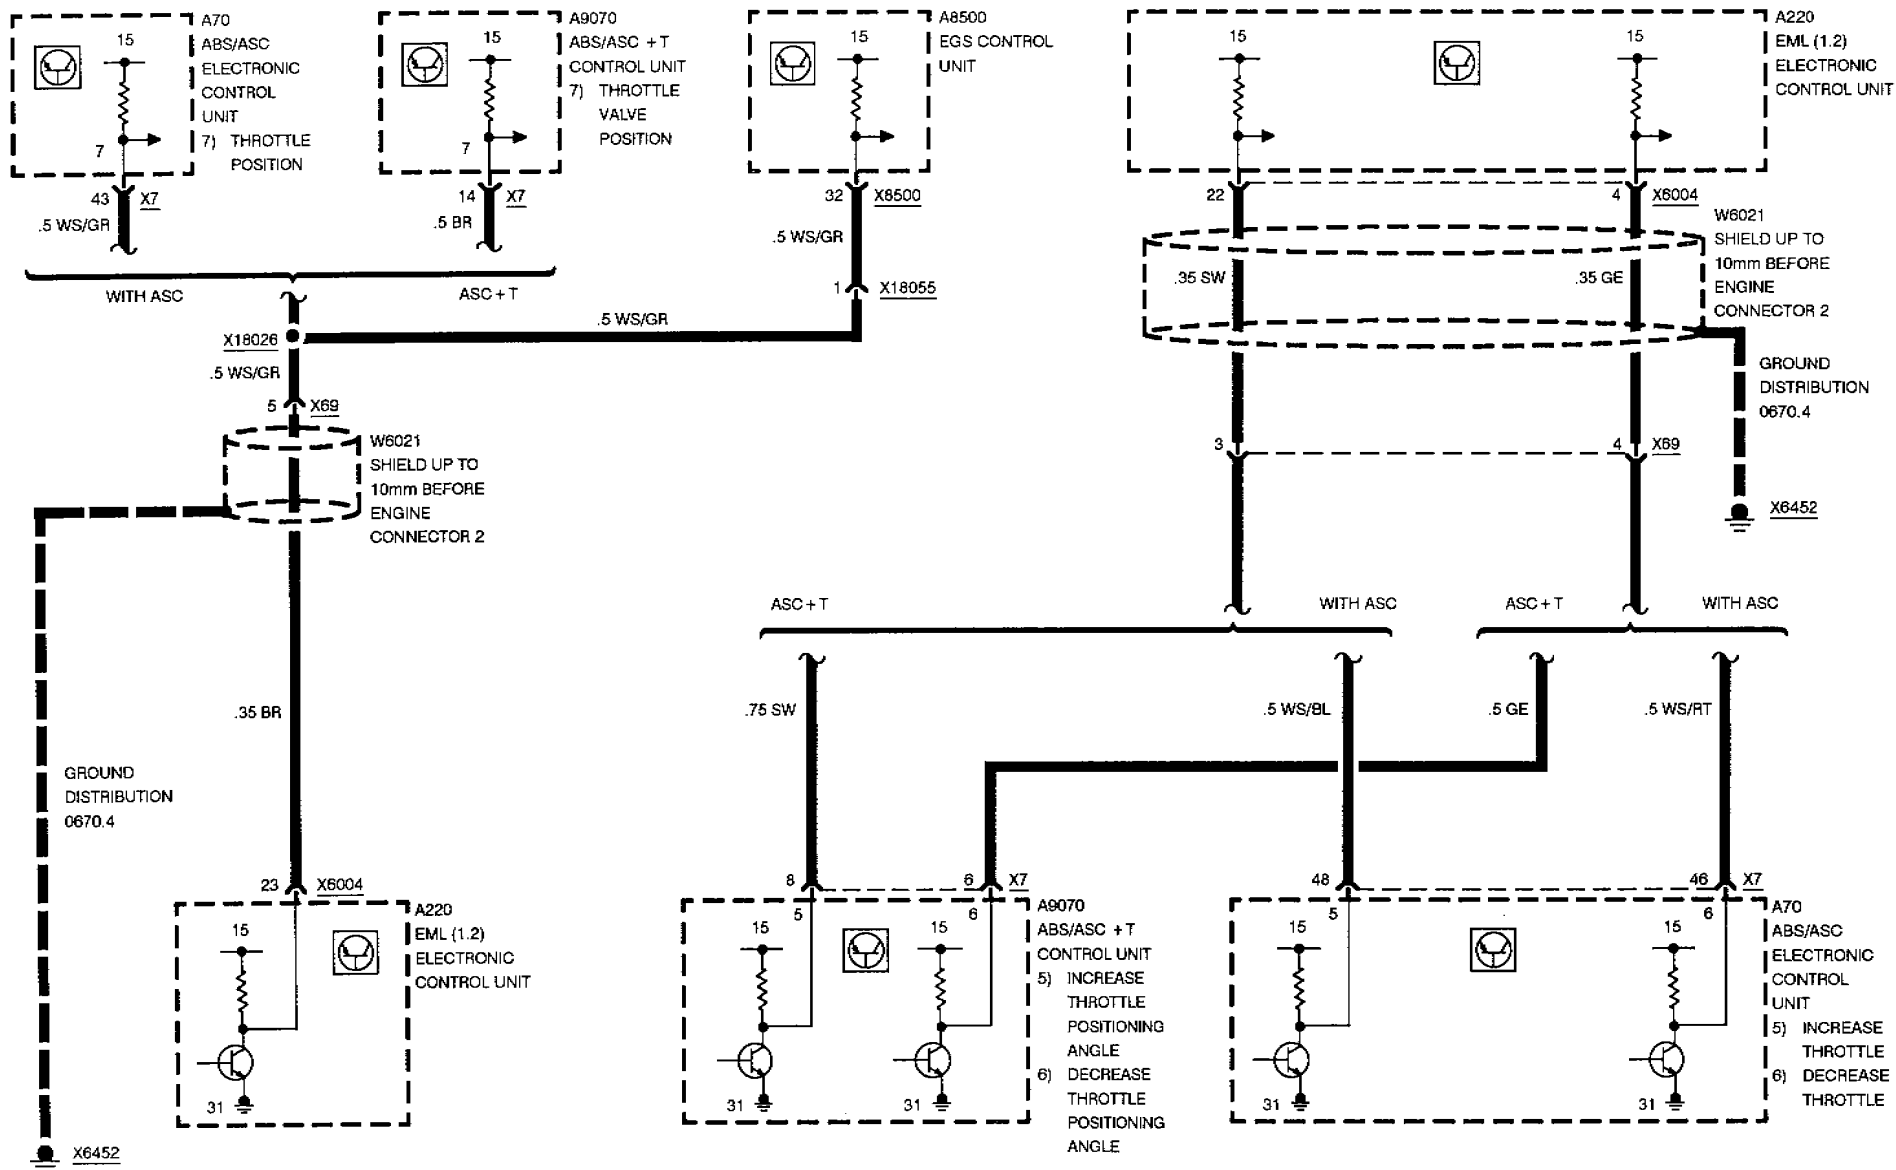 A70
ABS/ASC
ELECTRONIC
CONTROL
UNIT
7) THROTTLE
POSITION
15
7
43
X7
.5 WS/GR
A9070
ABS/ASC + T
CONTROL UNIT
7) THROTTLE
VALVE
POSITION
15
7
14
X7
.5 BR
A8500
EGS CONTROL
UNIT
15
32
X8500
.5 WS/GR
1
X18055
A220
EML (1.2)
ELECTRONIC
CONTROL UNIT
15
15
22
4
X6004
W6021
SHIELD UP TO
10mm BEFORE
ENGINE
CONNECTOR 2
.35 SW
.35 GE
GROUND
DISTRIBUTION
0670.4
X6452
WITH ASC
ASC + T
X18026
.5 WS/GR
.5 WS/GR
5
X69
W6021
SHIELD UP TO
10mm BEFORE
ENGINE
CONNECTOR 2
3
4
X69
ASC + T
WITH ASC
ASC + T
WITH ASC
.35 BR
.75 SW
.5 WS/BL
.5 GE
.5 WS/RT
GROUND
DISTRIBUTION
0670.4
X6452
23
X6004
A220
EML (1.2)
ELECTRONIC
CONTROL UNIT
15
31
8
6
X7
5
6
15
15
31
31
A9070
ABS/ASC + T
CONTROL UNIT
5) INCREASE
THROTTLE
POSITIONING
ANGLE
6) DECREASE
THROTTLE
POSITIONING
ANGLE
48
46
X7
5
6
15
15
31
31
A70
ABS/ASC
ELECTRONIC
CONTROL
UNIT
5) INCREASE
THROTTLE
6) DECREASE
THROTTLE